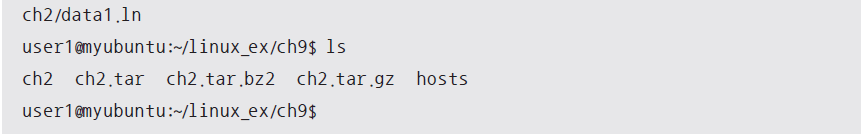 ch2/data1.ln
user1@myubuntu:~/linux_ex/ch9$ ls
ch2  ch2.tar  ch2.tar.bz2  ch2.tar.gz  hosts
user1@myubuntu:~/linux_ex/ch9$